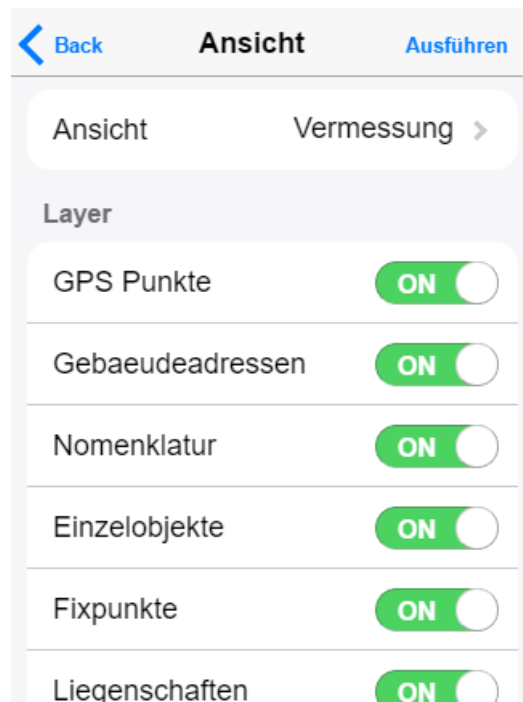 Back Ansicht Ausführen
Ansicht Vermessung
Layer
GPS Punkte ON
Gebaeudeadressen ON
Nomenklatur ON
Einzelobjekte ON
Fixpunkte ON
Liegenschaften ON